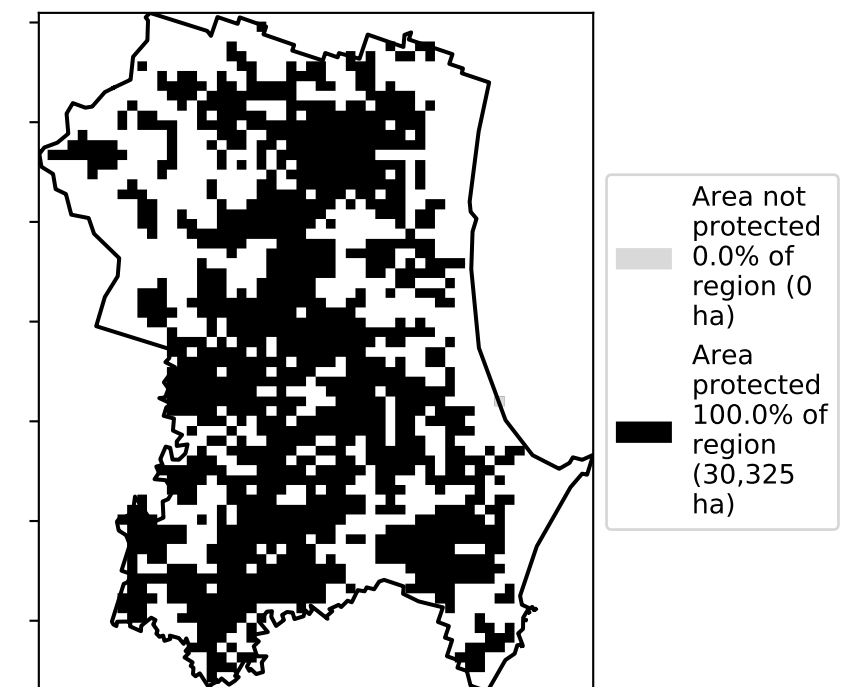 Area not
protected
0.0% of
region (0
ha)
Area
protected
100.0% of
region
(30,325
ha)